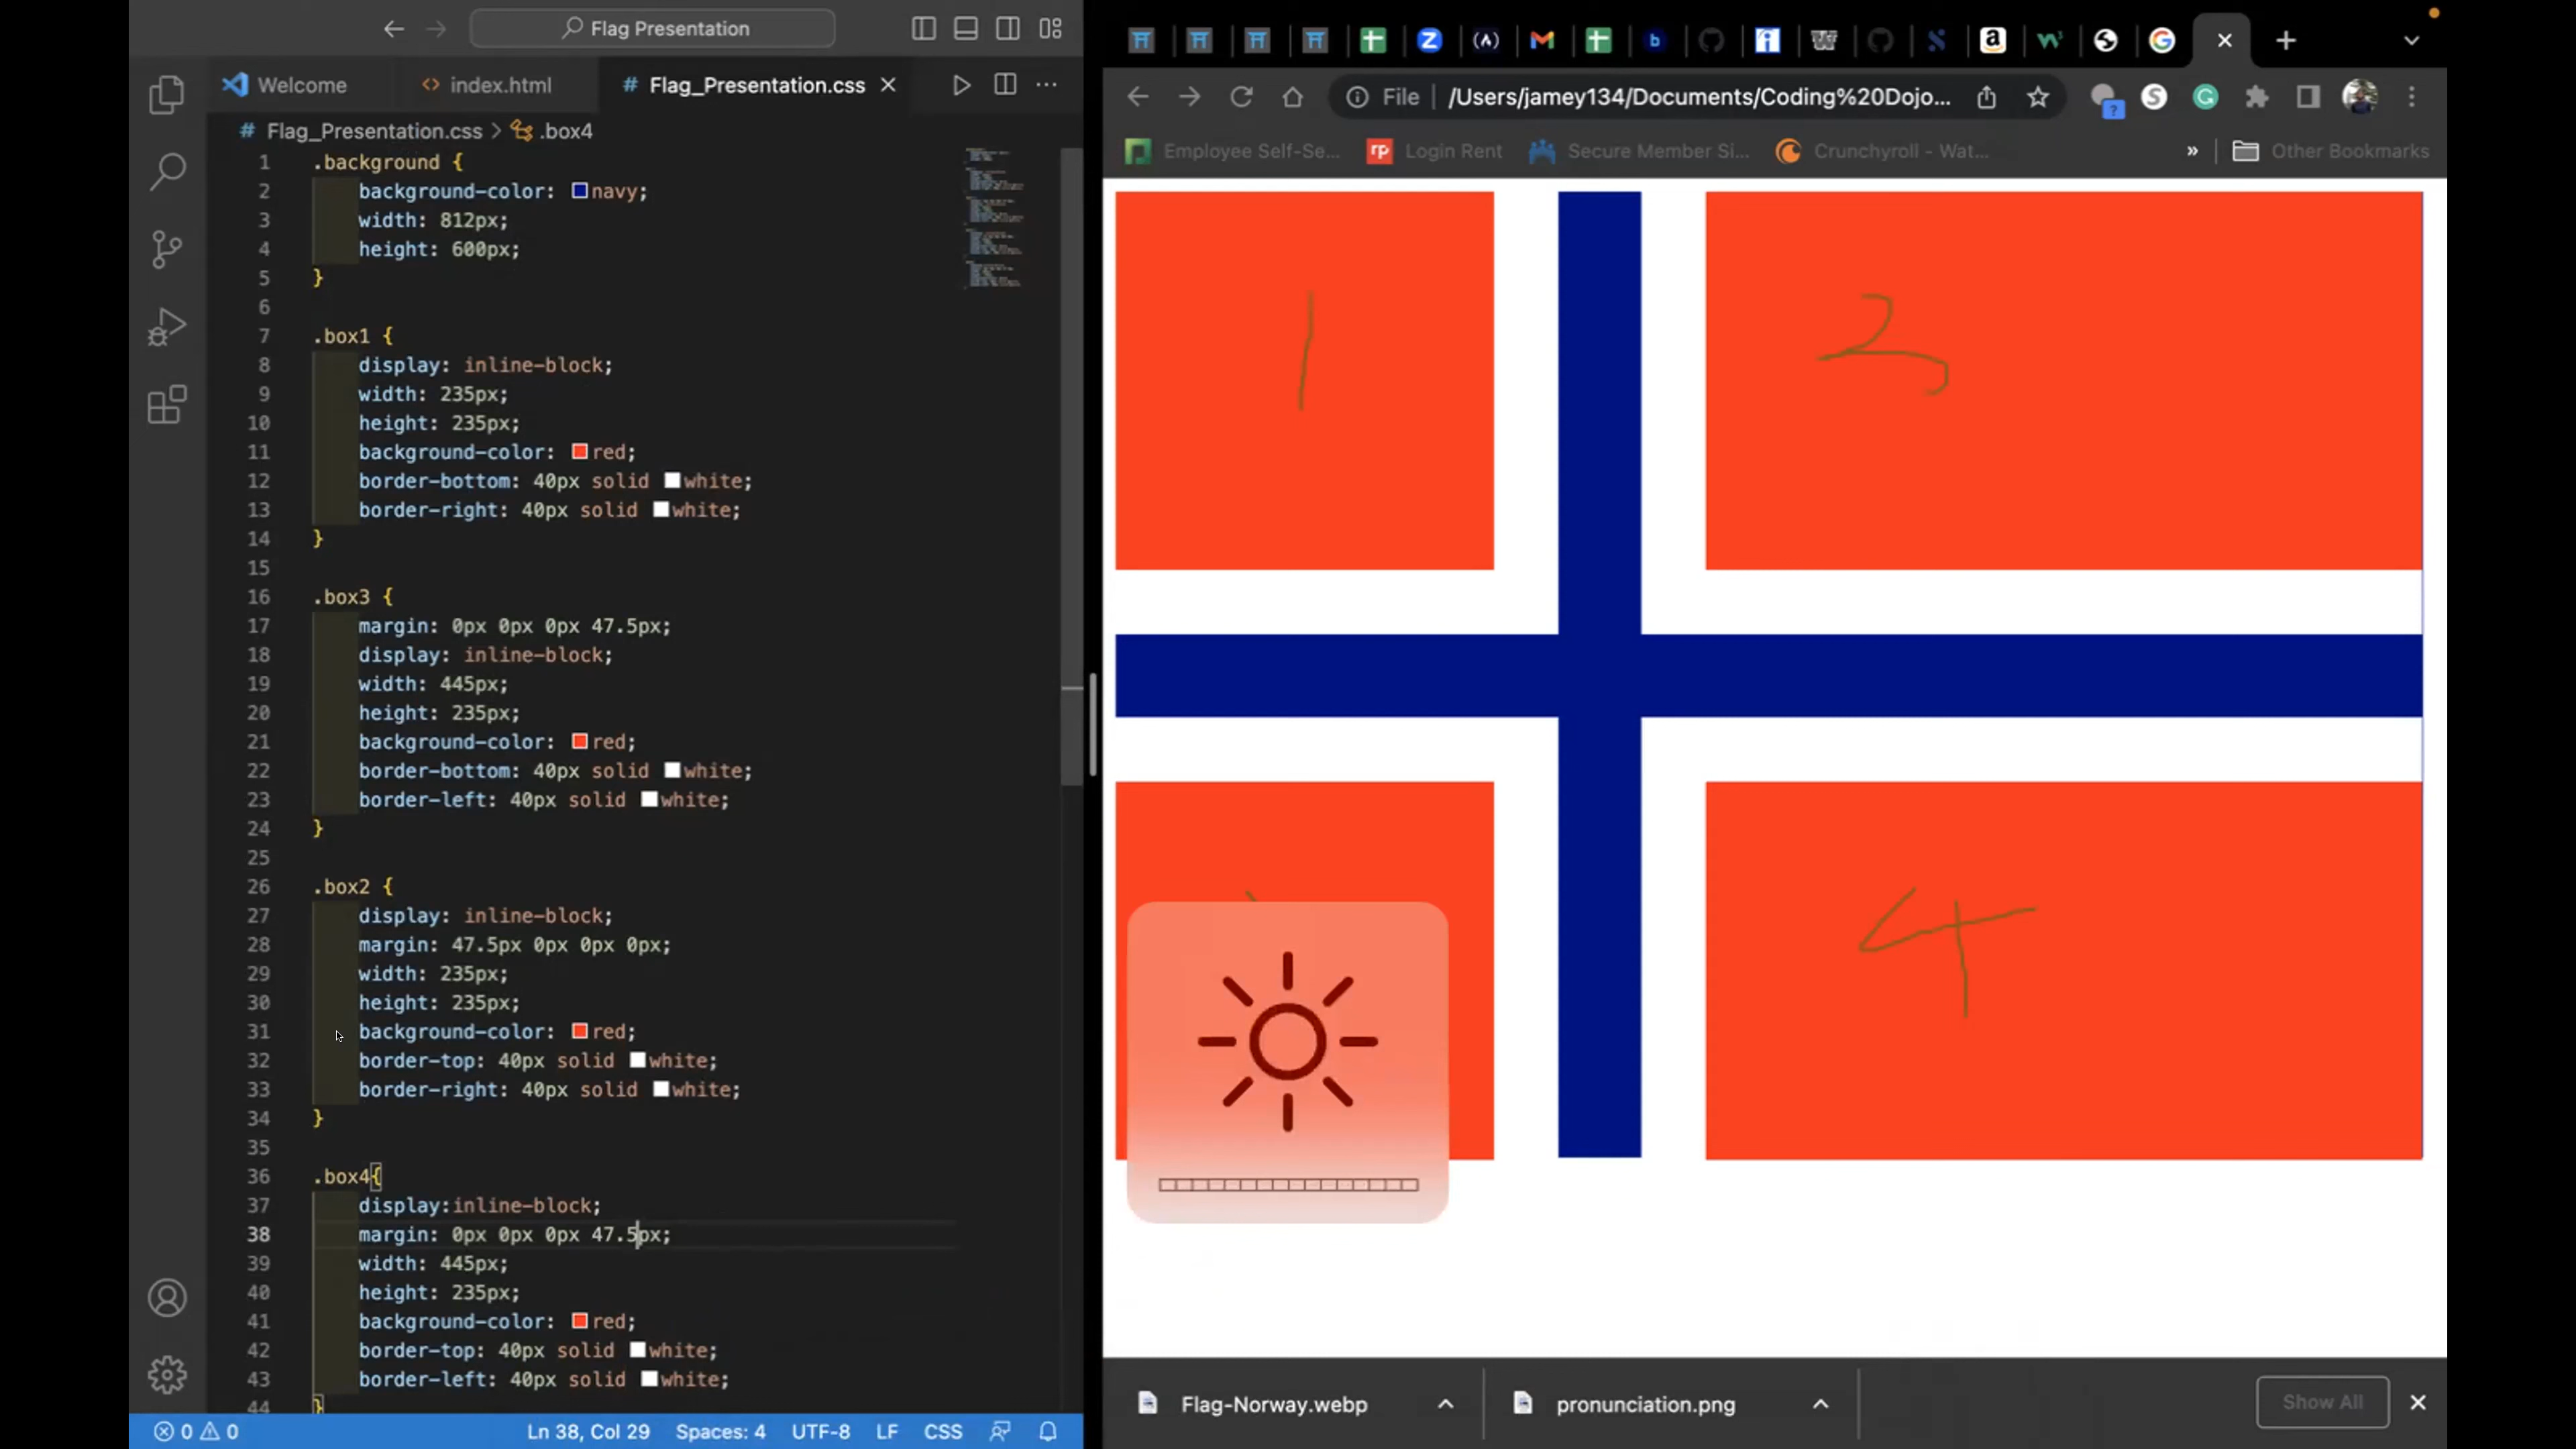 Flag Presentation
Welcome
index.html
# Flag_Presentation.css
# Flag_Presentation.css > .box4
1 .background {
2 background-color: navy;
3 width: 812px;
4 height: 600px;
5 }
6
7 .box1 {
8 display: inline-block;
9 width: 235px;
10 height: 235px;
11 background-color: red;
12 border-bottom: 40px solid white;
13 border-right: 40px solid white;
14 }
15
16 .box3 {
17 margin: 0px 0px 0px 47.5px;
18 display: inline-block;
19 width: 445px;
20 height: 235px;
21 background-color: red;
22 border-bottom: 40px solid white;
23 border-left: 40px solid white;
24 }
25
26 .box2 {
27 display: inline-block;
28 margin: 47.5px 0px 0px 0px;
29 width: 235px;
30 height: 235px;
31 background-color: red;
32 border-top: 40px solid white;
33 border-right: 40px solid white;
34 }
35
36 .box4{
37 display:inline-block;
38 margin: 0px 0px 0px 47.5px;
39 width: 445px;
40 height: 235px;
41 background-color: red;
42 border-top: 40px solid white;
43 border-left: 40px solid white;
44 }
0 0 Ln 38, Col 29 Spaces: 4 UTF-8 LF CSS
File /Users/jamey134/Documents/Coding%20Dojo...
Employee Self-Se... rp Login Rent Secure Member Si... Crunchyroll - Wat... » Other Bookmarks
1
4
Flag-Norway.webp
pronunciation.png
Show All